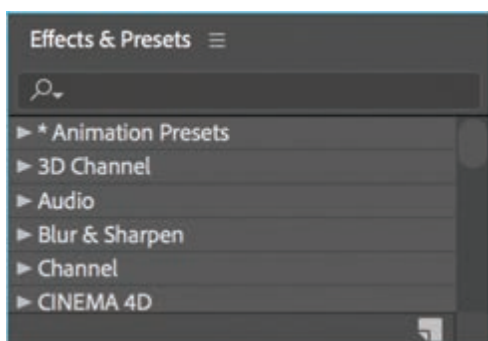 Effects & Presets
* Animation Presets
3D Channel
Audio
Blur & Sharpen
Channel
CINEMA 4D